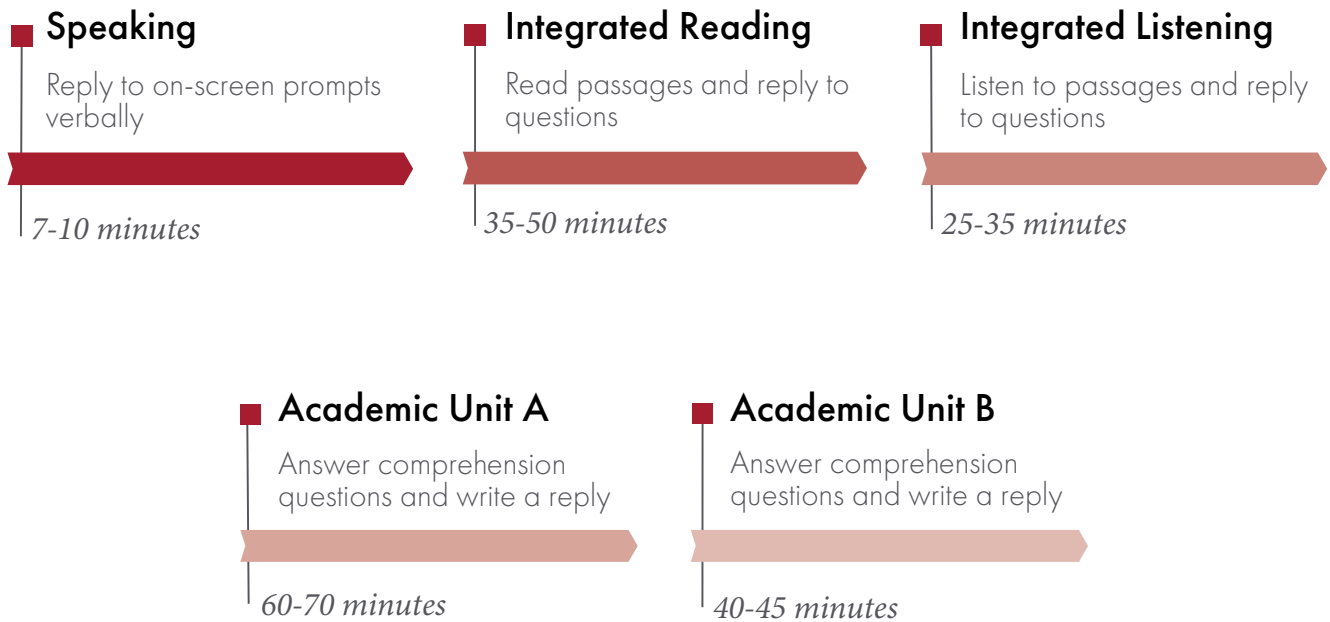 Speaking
Reply to on-screen prompts
verbally
7-10 minutes
Integrated Reading
Read passages and reply to
questions
35-50 minutes
Integrated Listening
Listen to passages and reply
to questions
25-35 minutes
Academic Unit A
Answer comprehension
questions and write a reply
60-70 minutes
Academic Unit B
Answer comprehension
questions and write a reply
40-45 minutes